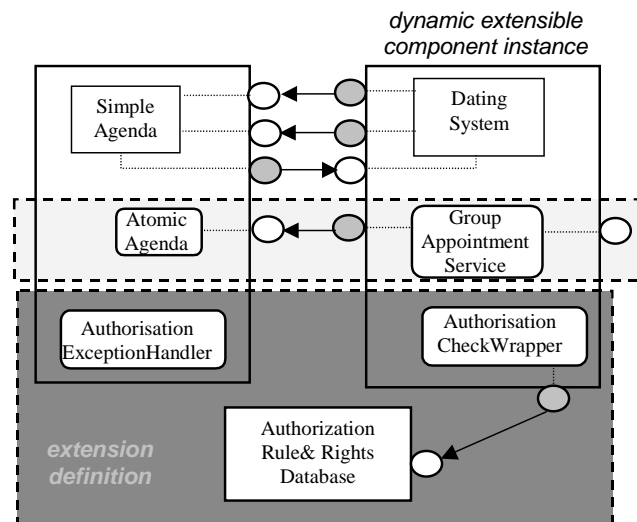 dynamic extensible
component instance
Simple
Agenda
Dating
System
Atomic
Agenda
Group
Appointment
Service
Authorisation
ExceptionHandler
Authorisation
CheckWrapper
Authorization
Rule& Rights
Database
extension
definition